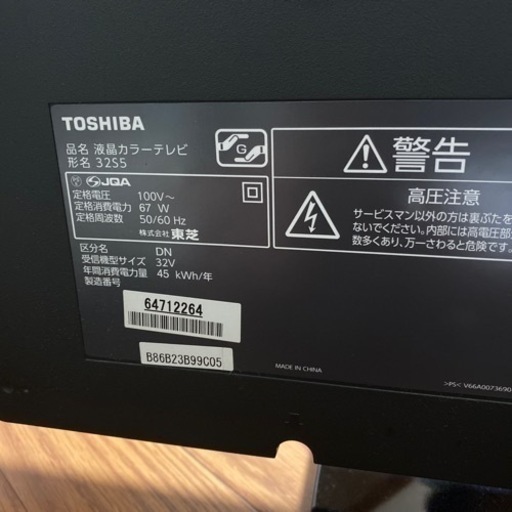 TOSHIBA
品名 液晶カラーテレビ
形名 32S5
G
JQA
定格電圧 100V～
定格消費電力 67 W
定格周波数 50/60 Hz
株式会社 東芝
区分名 DN
受信機型サイズ 32V
年間消費電力量 45 kWh/年
製造番号
64712264
B86B23B99C05
警告
高圧注意
サービスマン以外の方は裏ぶたを
ないでください。内部には高電圧部
数多くあり、万一さわると危険です。
MADE IN CHINA
>PS< V66A0073690